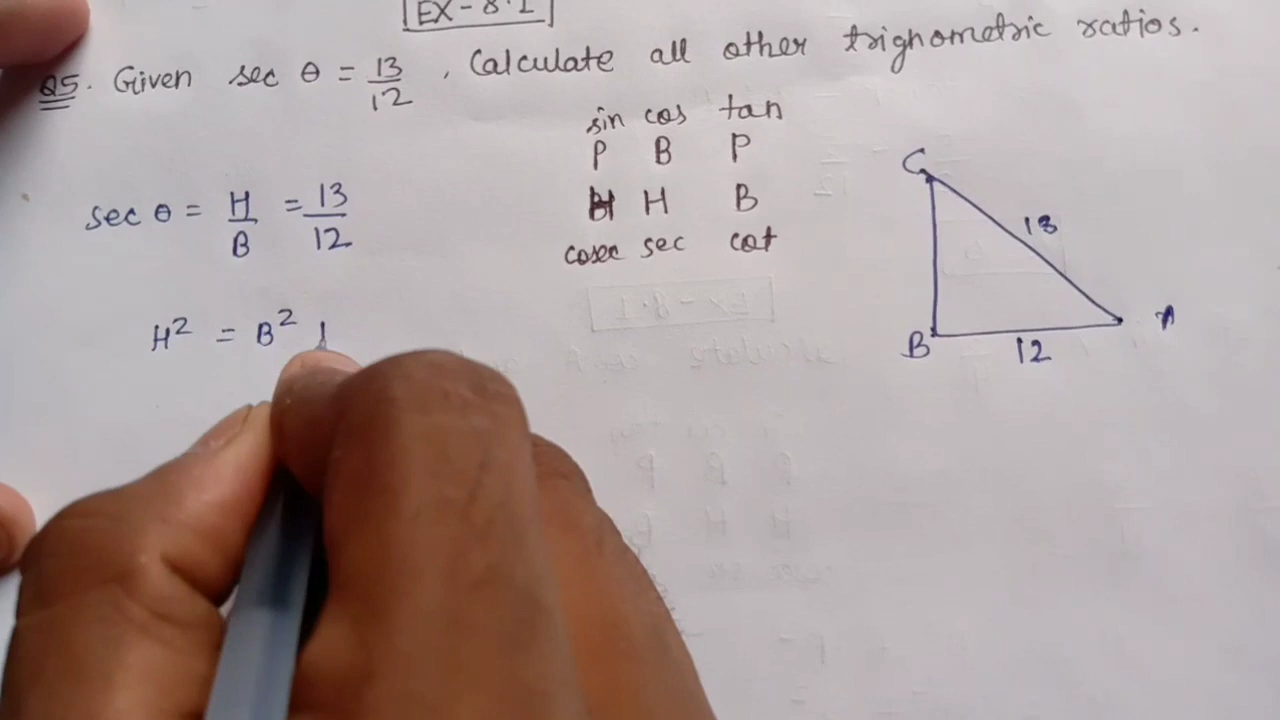 EX - 8.1
Q5. Given sec θ = 13/12 , Calculate all other trignometric ratios.
sin cos tan
P B P
H H B
cosec sec cot
sec θ = H/B = 13/12
H² = B²
C
13
B
12
A